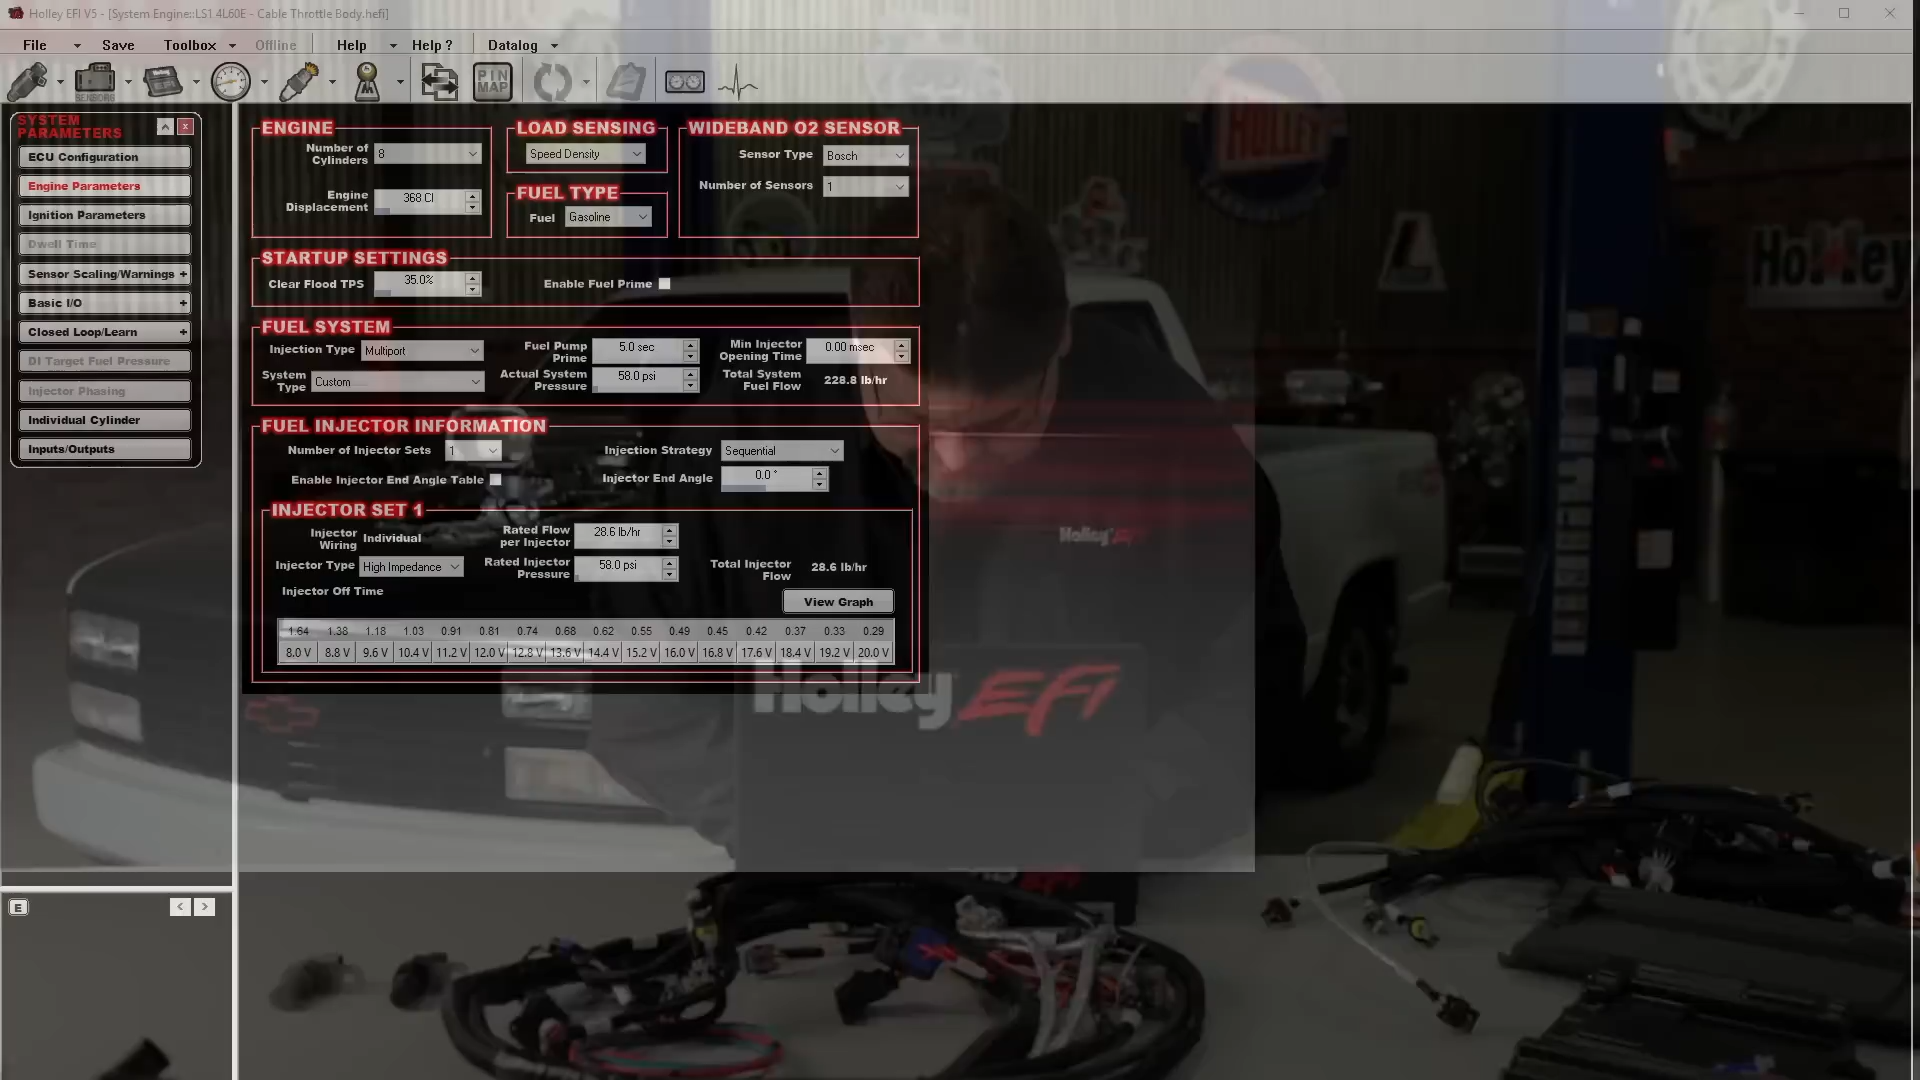 Holley EFI V5 - [System Engine::LS1 4L60E - Cable Throttle Body.hefi]
File Save Toolbox Offline Help Help ? Datalog
SENSORS
Holley
PIN
MAP
SYSTEM
PARAMETERS
ECU Configuration
Engine Parameters
Ignition Parameters
Dwell Time
Sensor Scaling/Warnings +
Basic I/O +
Closed Loop/Learn +
DI Target Fuel Pressure
Injector Phasing
Individual Cylinder
Inputs/Outputs
E < >
ENGINE
Number of
Cylinders 8
Engine
Displacement 368 CI
LOAD SENSING
Speed Density
FUEL TYPE
Fuel Gasoline
WIDEBAND O2 SENSOR
Sensor Type Bosch
Number of Sensors 1
STARTUP SETTINGS
Clear Flood TPS 35.0%
Enable Fuel Prime
FUEL SYSTEM
Injection Type Multiport
Fuel Pump
Prime 5.0 sec
Min Injector
Opening Time 0.00 msec
System
Type Custom
Actual System
Pressure 58.0 psi
Total System
Fuel Flow 228.8 lb/hr
FUEL INJECTOR INFORMATION
Number of Injector Sets 1
Injection Strategy Sequential
Enable Injector End Angle Table
Injector End Angle 0.0 °
INJECTOR SET 1
Injector
Wiring Individual
Rated Flow
per Injector 28.6 lb/hr
Injector Type High Impedance
Rated Injector
Pressure 58.0 psi
Total Injector
Flow 28.6 lb/hr
Injector Off Time
View Graph
1.64 1.38 1.18 1.03 0.91 0.81 0.74 0.68 0.62 0.55 0.49 0.45 0.42 0.37 0.33 0.29
8.0 V 8.8 V 9.6 V 10.4 V 11.2 V 12.0 V 12.8 V 13.6 V 14.4 V 15.2 V 16.0 V 16.8 V 17.6 V 18.4 V 19.2 V 20.0 V
HOLLEY
Holley
Holley EFI
Holley EFI